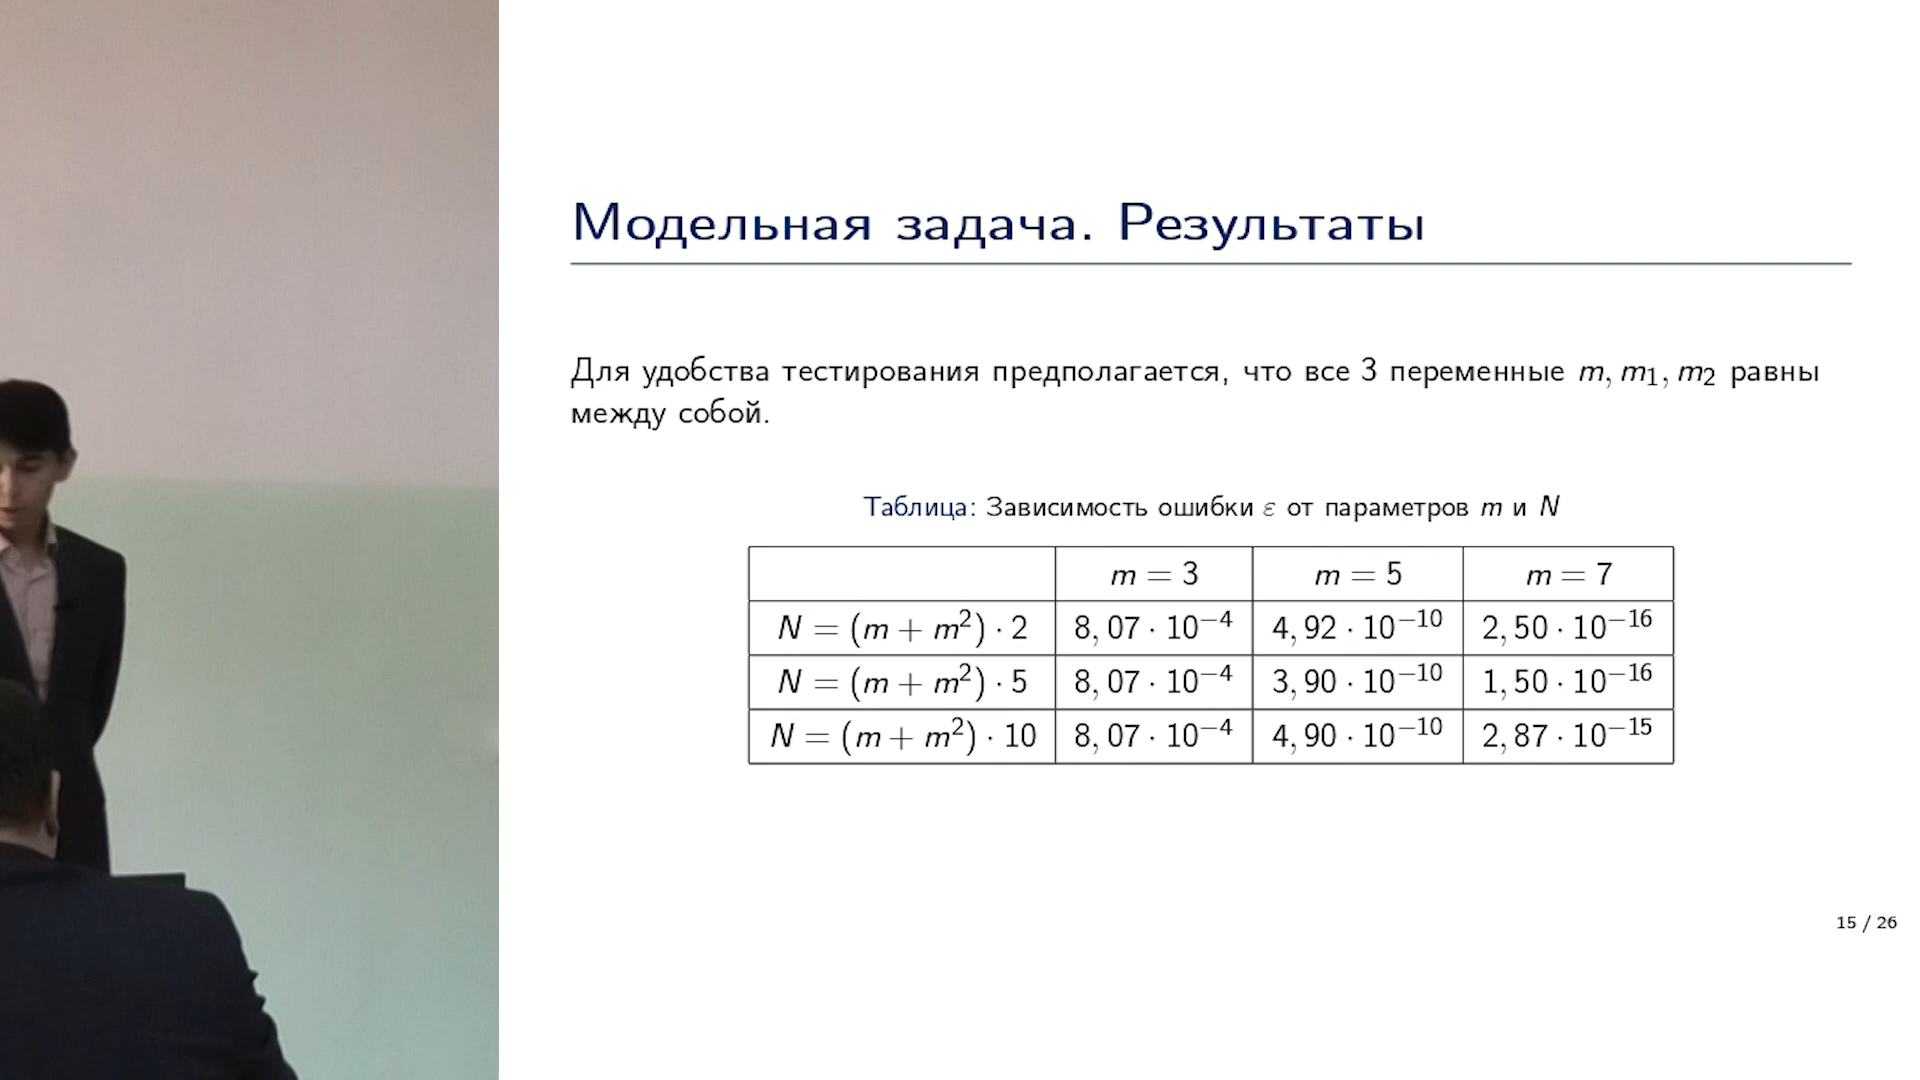 Модельная задача. Результаты
Для удобства тестирования предполагается, что все 3 переменные m, m₁, m₂ равны
между собой.
Таблица: Зависимость ошибки ε от параметров m и N
m = 3 m = 5 m = 7
N = (m + m²) · 2 8, 07 · 10⁻⁴ 4, 92 · 10⁻¹⁰ 2, 50 · 10⁻¹⁶
N = (m + m²) · 5 8, 07 · 10⁻⁴ 3, 90 · 10⁻¹⁰ 1, 50 · 10⁻¹⁶
N = (m + m²) · 10 8, 07 · 10⁻⁴ 4, 90 · 10⁻¹⁰ 2, 87 · 10⁻¹⁵
15 / 26